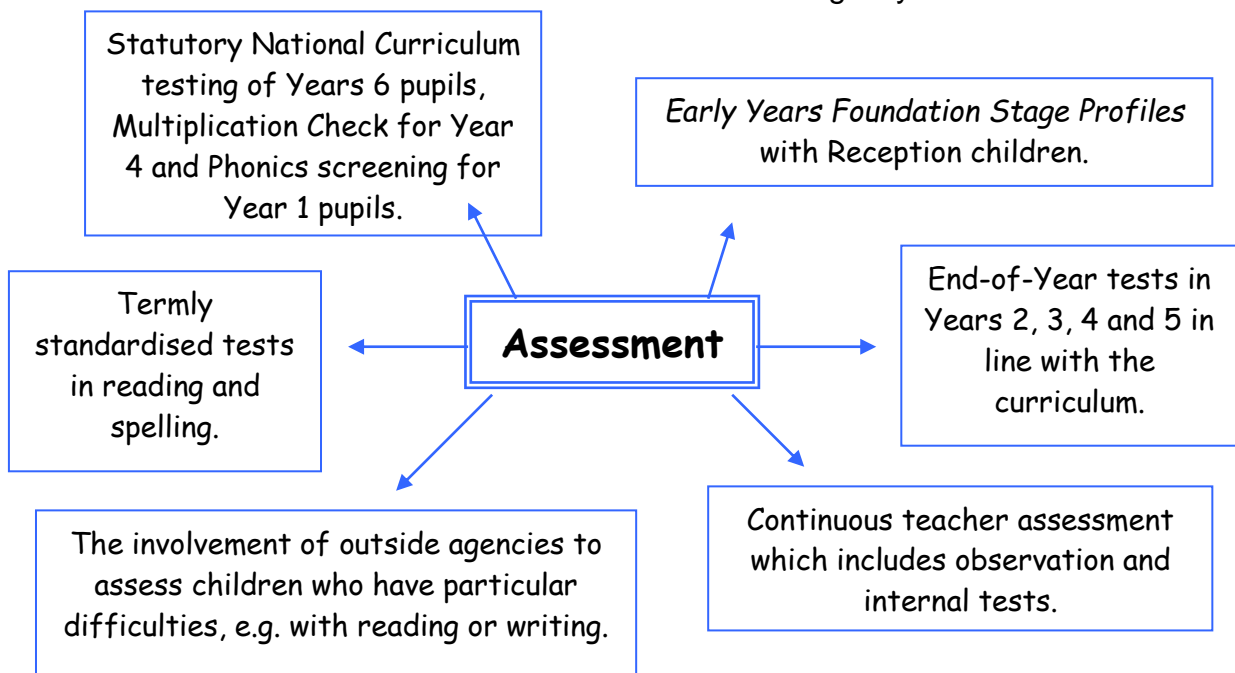 Statutory National Curriculum
testing of Years 6 pupils,
Multiplication Check for Year
4 and Phonics screening for
Year 1 pupils.
Early Years Foundation Stage Profiles
with Reception children.
Termly
standardised tests
in reading and
spelling.
Assessment
End-of-Year tests in
Years 2, 3, 4 and 5 in
line with the
curriculum.
The involvement of outside agencies to
assess children who have particular
difficulties, e.g. with reading or writing.
Continuous teacher assessment
which includes observation and
internal tests.